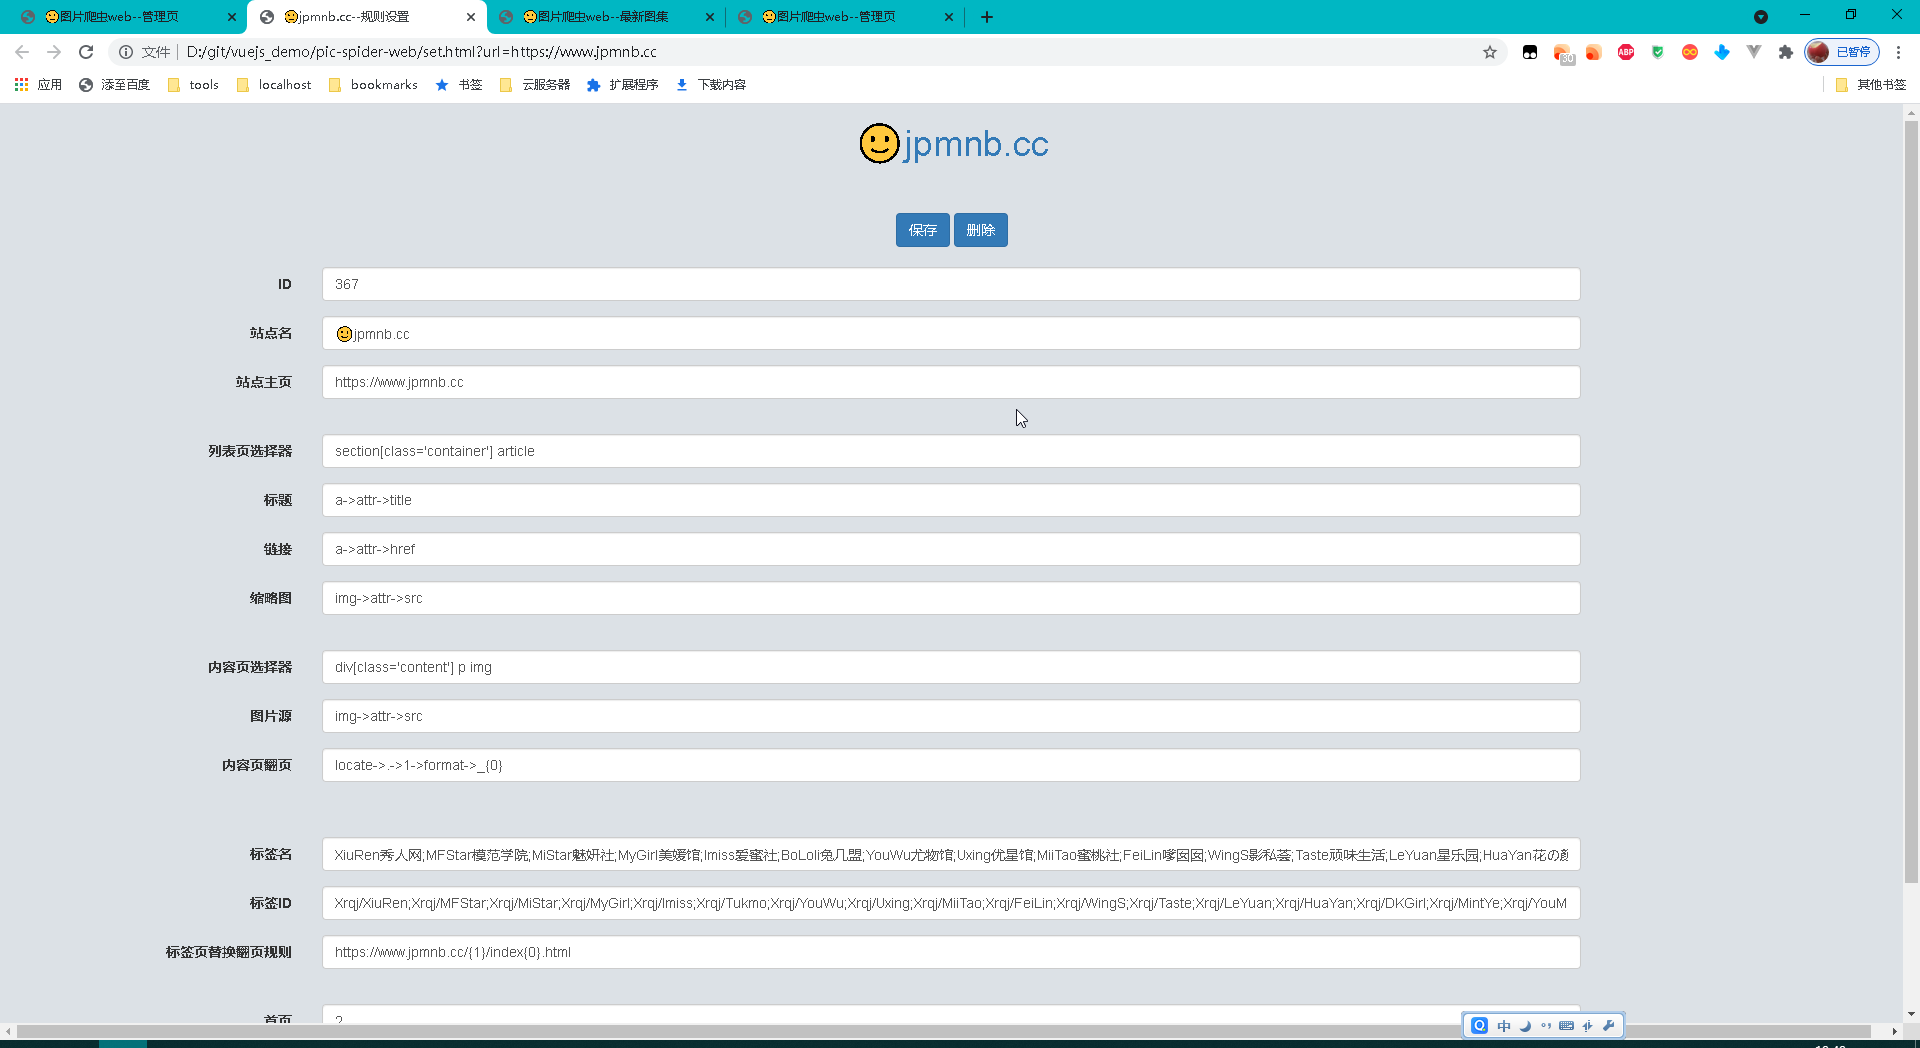 图片爬虫web--管理页
jpmnb.cc--规则设置
图片爬虫web--最新图集
图片爬虫web--管理页
文件 D:/git/vuejs_demo/pic-spider-web/set.html?url=https://www.jpmnb.cc
ABP
30
已暂停
应用 添至百度 tools localhost bookmarks 书签 云服务器 扩展程序 下载内容 其他书签
jpmnb.cc
保存 删除
ID 367
站点名 jpmnb.cc
站点主页 https://www.jpmnb.cc
列表页选择器 section[class='container'] article
标题 a->attr->title
链接 a->attr->href
缩略图 img->attr->src
内容页选择器 div[class='content'] p img
图片源 img->attr->src
内容页翻页 locate->.->1->format->_{0}
标签名 XiuRen秀人网;MFStar模范学院;MiStar魅妍社;MyGirl美媛馆;Imiss爱蜜社;BoLoli兔几盟;YouWu尤物馆;Uxing优星馆;MiiTao蜜桃社;FeiLin嗲囡囡;WingS影私荟;Taste顽味生活;LeYuan星乐园;HuaYan花の颜
标签ID Xrqj/XiuRen;Xrqj/MFStar;Xrqj/MiStar;Xrqj/MyGirl;Xrqj/Imiss;Xrqj/Tukmo;Xrqj/YouWu;Xrqj/Uxing;Xrqj/MiiTao;Xrqj/FeiLin;Xrqj/WingS;Xrqj/Taste;Xrqj/LeYuan;Xrqj/HuaYan;Xrqj/DKGirl;Xrqj/MintYe;Xrqj/YouM
标签页替换翻页规则 https://www.jpmnb.cc/{1}/index{0}.html
首页 2
中